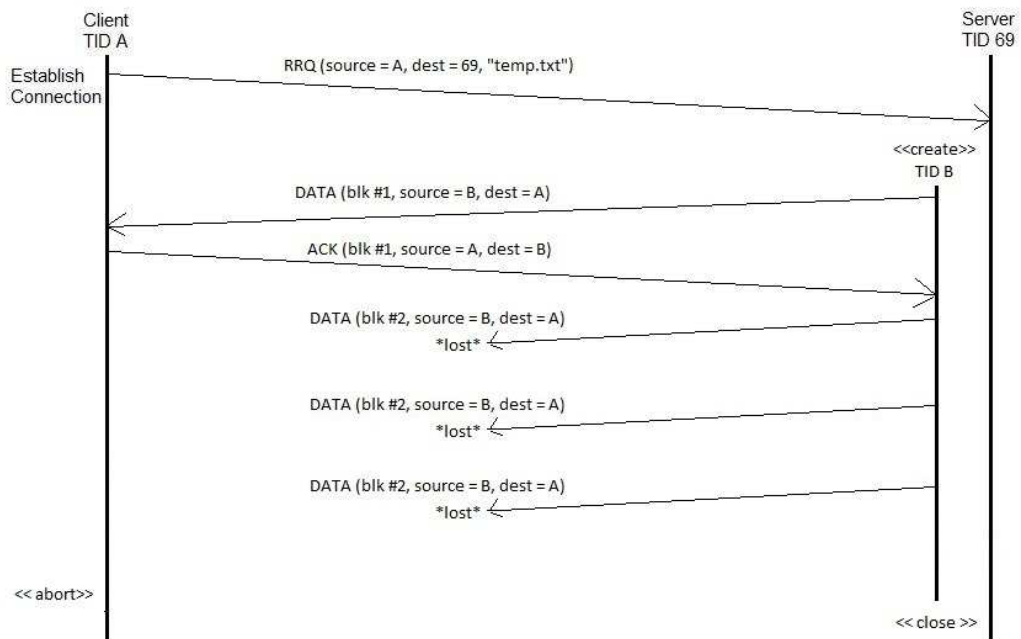 Client
TID A
Server
TID 69
RRQ (source = A, dest = 69, "temp.txt")
Establish
Connection
<<create>>
TID B
DATA (blk #1, source = B, dest = A)
ACK (blk #1, source = A, dest = B)
DATA (blk #2, source = B, dest = A)
*lost*
DATA (blk #2, source = B, dest = A)
*lost*
DATA (blk #2, source = B, dest = A)
*lost*
<< abort>>
<< close >>